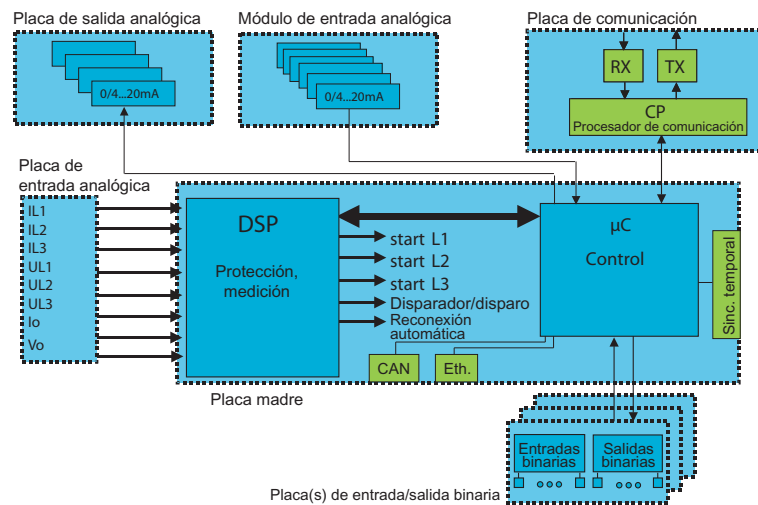 Placa de salida analógica
Módulo de entrada analógica
Placa de comunicación
0/4...20mA
0/4...20mA
RX
TX
CP
Procesador de comunicación
Placa de
entrada analógica
IL1
IL2
IL3
UL1
UL2
UL3
Io
Vo
DSP
Protección,
medición
start L1
start L2
start L3
Disparador/disparo
Reconexión
automática
µC
Control
Sinc. temporal
CAN
Eth.
Placa madre
Entradas
binarias
Salidas
binarias
Placa(s) de entrada/salida binaria